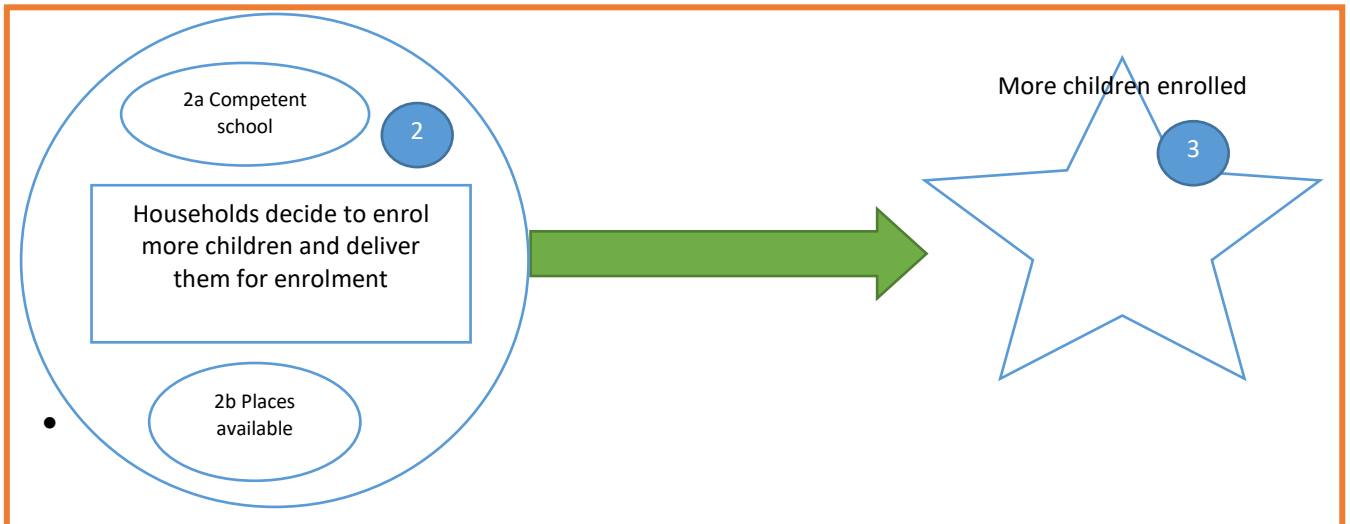 2a Competent
school
2
Households decide to enrol
more children and deliver
them for enrolment
2b Places
available
•
More children enrolled
3